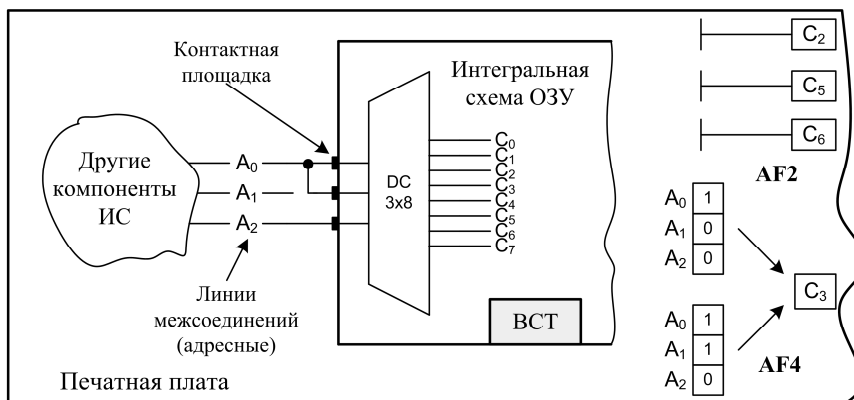 Контактная
площадка
Интегральная
схема ОЗУ
Другие
компоненты
ИС
A0
A1
A2
DC
3x8
C0
C1
C2
C3
C4
C5
C6
C7
Линии
межсоединений
(адресные)
ВСТ
Печатная плата
C2
C5
C6
AF2
A0 1
A1 0
A2 0
C3
A0 1
A1 1
A2 0
AF4